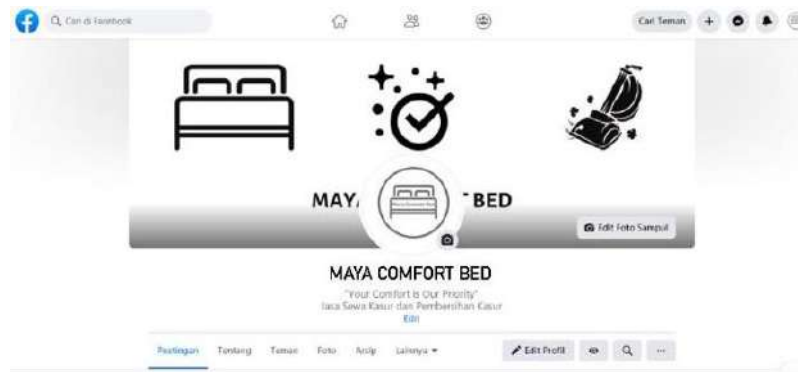 Cari di Facebook
Cari Teman
MAYA BED
Edit Foto Sampul
MAYA COMFORT BED
"Your Comfort is Our Priority"
Jasa Sewa Kasur dan Pembersihan Kasur
Edit
Postingan Tentang Teman Foto Arsip Lainnya
Edit Profil